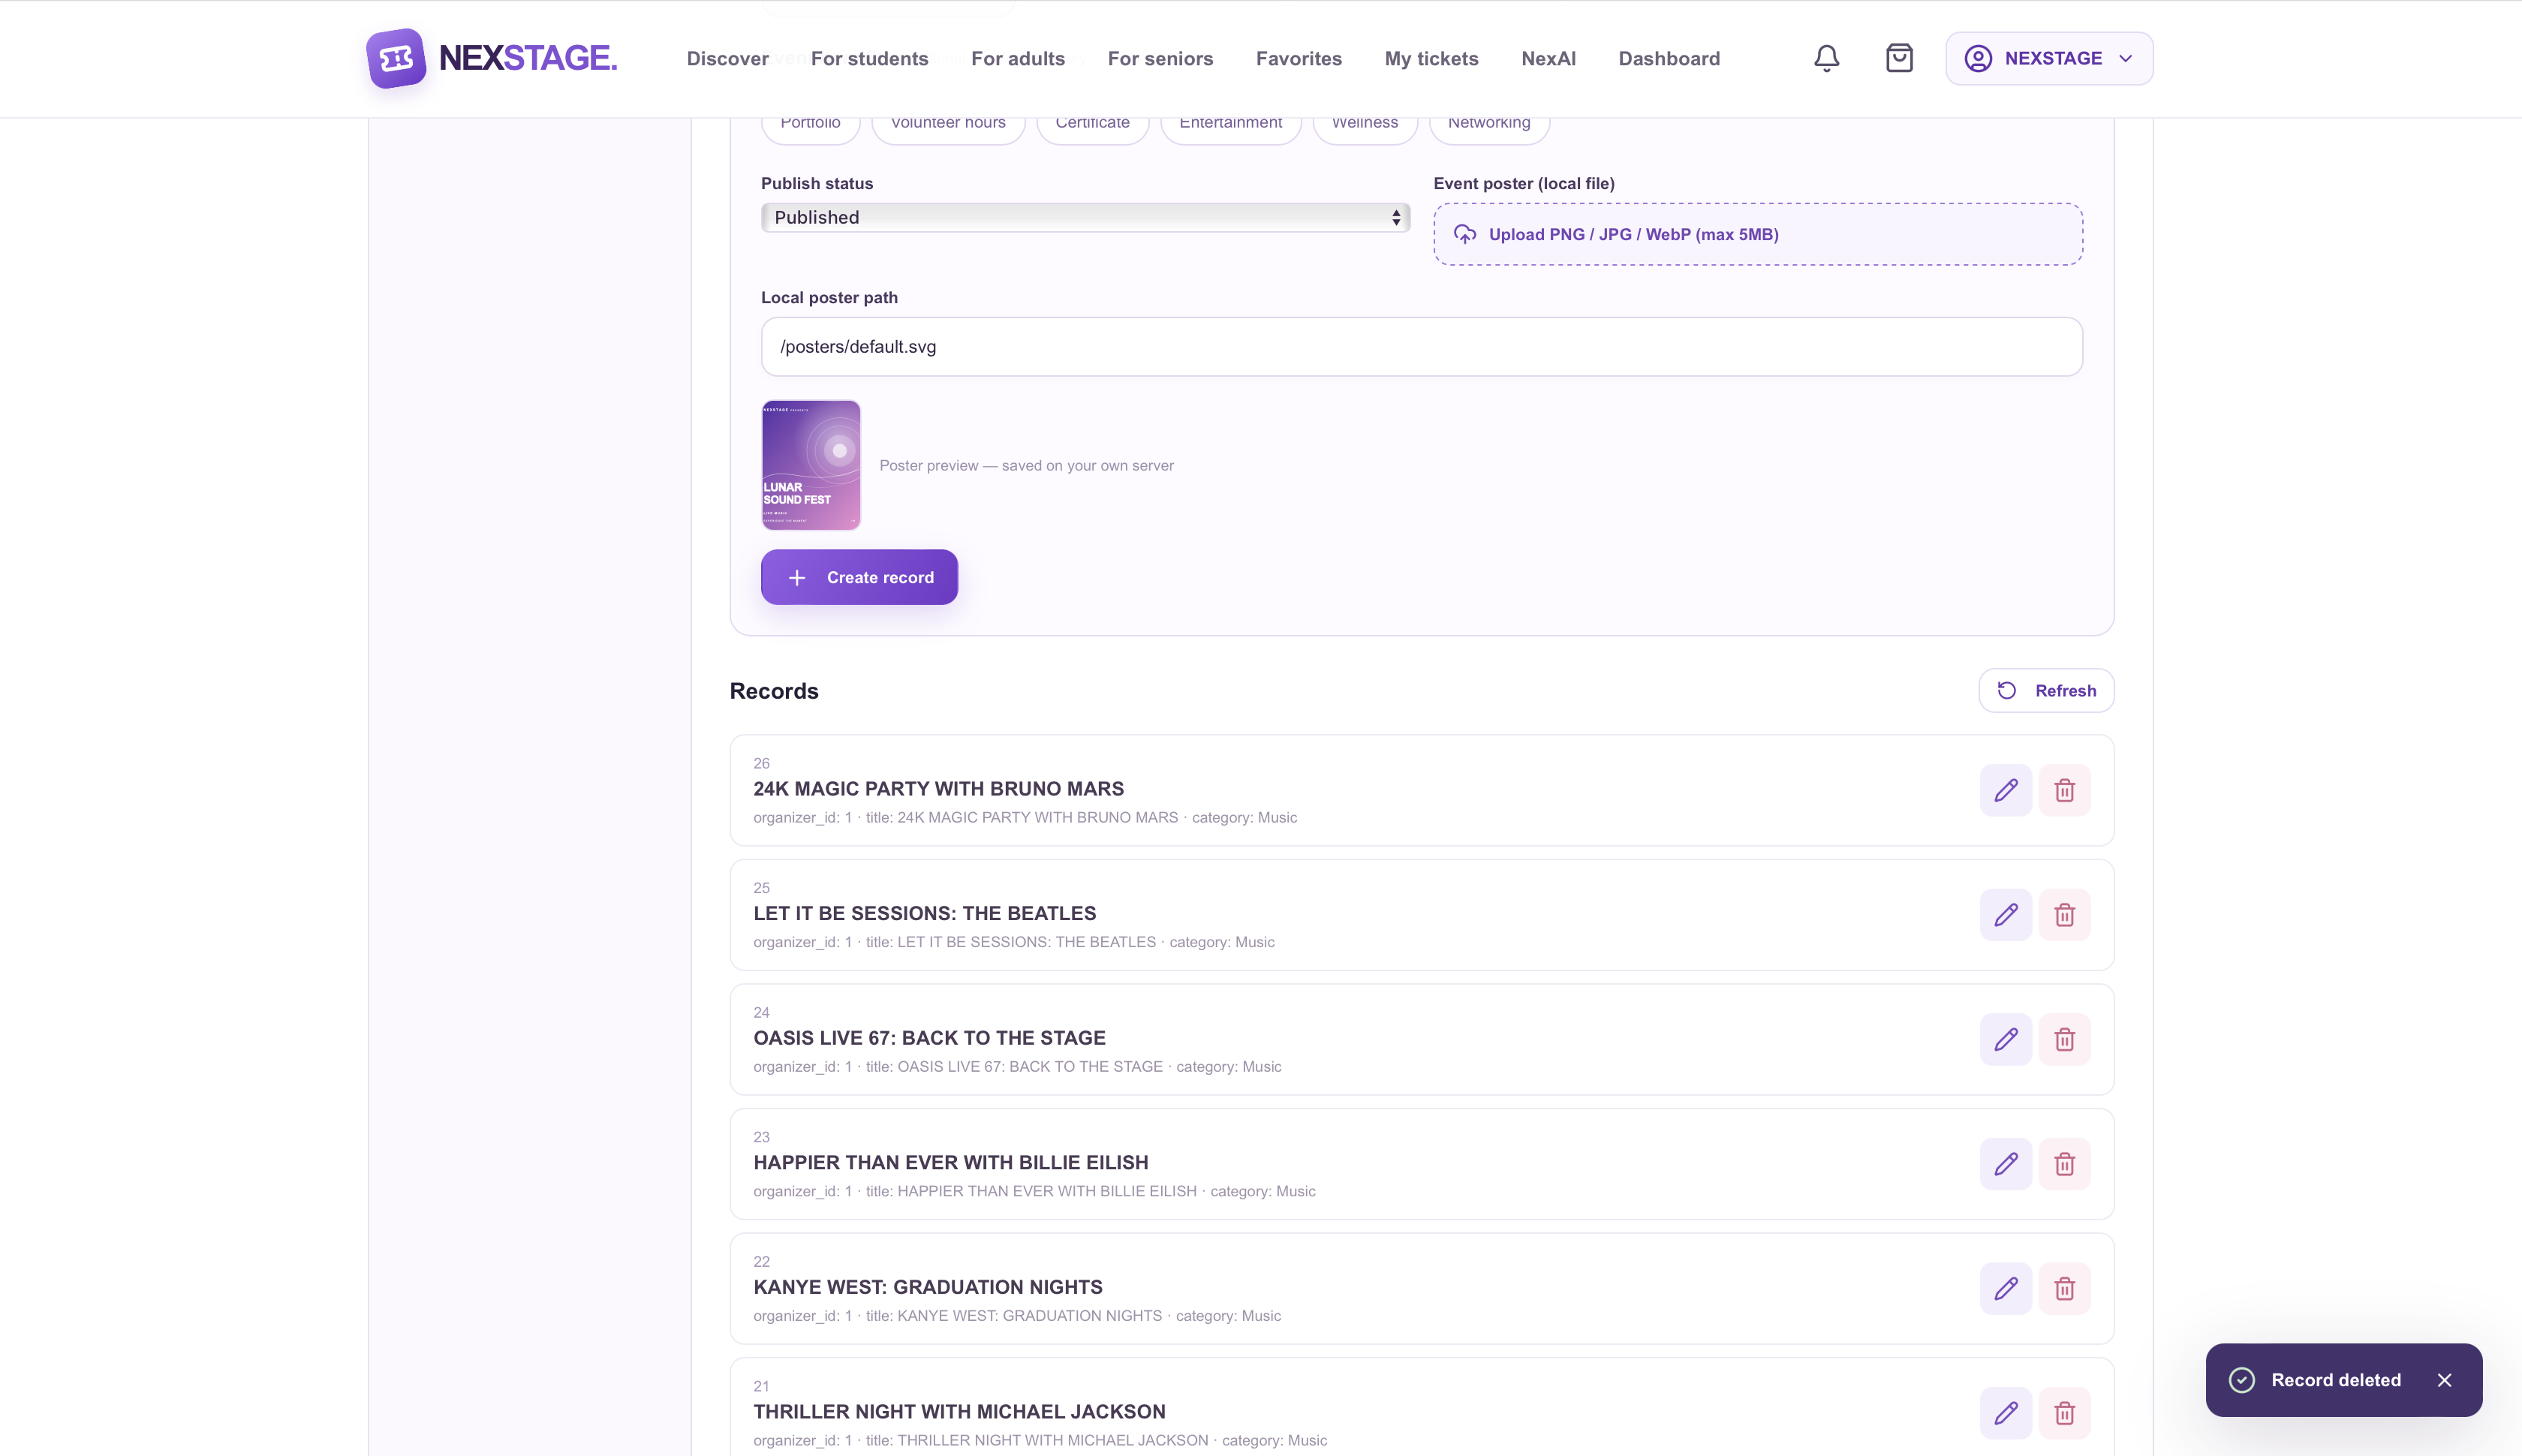 NEXSTAGE.
Discover
For students
For adults
For seniors
Favorites
My tickets
NexAI
Dashboard
NEXSTAGE
Portfolio
Volunteer hours
Certificate
Entertainment
Wellness
Networking
Publish status
Published
Event poster (local file)
Upload PNG / JPG / WebP (max 5MB)
Local poster path
/posters/default.svg
NEXSTAGE PRESENTS
LUNAR
SOUND FEST
LIVE MUSIC
EXPERIENCE THE MOMENT
Poster preview — saved on your own server
Create record
Records
Refresh
26
24K MAGIC PARTY WITH BRUNO MARS
organizer_id: 1 · title: 24K MAGIC PARTY WITH BRUNO MARS · category: Music
25
LET IT BE SESSIONS: THE BEATLES
organizer_id: 1 · title: LET IT BE SESSIONS: THE BEATLES · category: Music
24
OASIS LIVE 67: BACK TO THE STAGE
organizer_id: 1 · title: OASIS LIVE 67: BACK TO THE STAGE · category: Music
23
HAPPIER THAN EVER WITH BILLIE EILISH
organizer_id: 1 · title: HAPPIER THAN EVER WITH BILLIE EILISH · category: Music
22
KANYE WEST: GRADUATION NIGHTS
organizer_id: 1 · title: KANYE WEST: GRADUATION NIGHTS · category: Music
21
THRILLER NIGHT WITH MICHAEL JACKSON
organizer_id: 1 · title: THRILLER NIGHT WITH MICHAEL JACKSON · category: Music
Record deleted